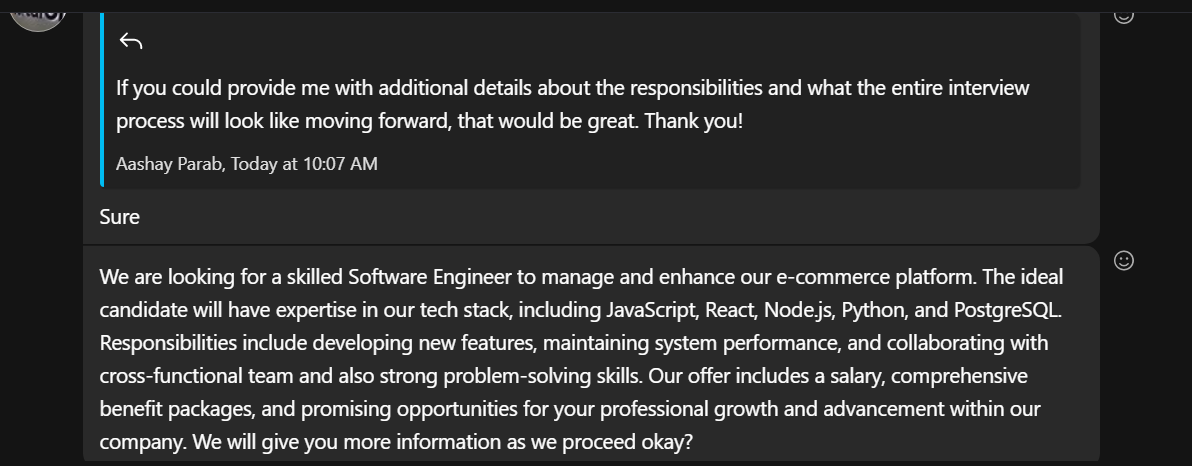 If you could provide me with additional details about the responsibilities and what the entire interview
process will look like moving forward, that would be great. Thank you!
Aashay Parab, Today at 10:07 AM
Sure
We are looking for a skilled Software Engineer to manage and enhance our e-commerce platform. The ideal
candidate will have expertise in our tech stack, including JavaScript, React, Node.js, Python, and PostgreSQL.
Responsibilities include developing new features, maintaining system performance, and collaborating with
cross-functional team and also strong problem-solving skills. Our offer includes a salary, comprehensive
benefit packages, and promising opportunities for your professional growth and advancement within our
company. We will give you more information as we proceed okay?